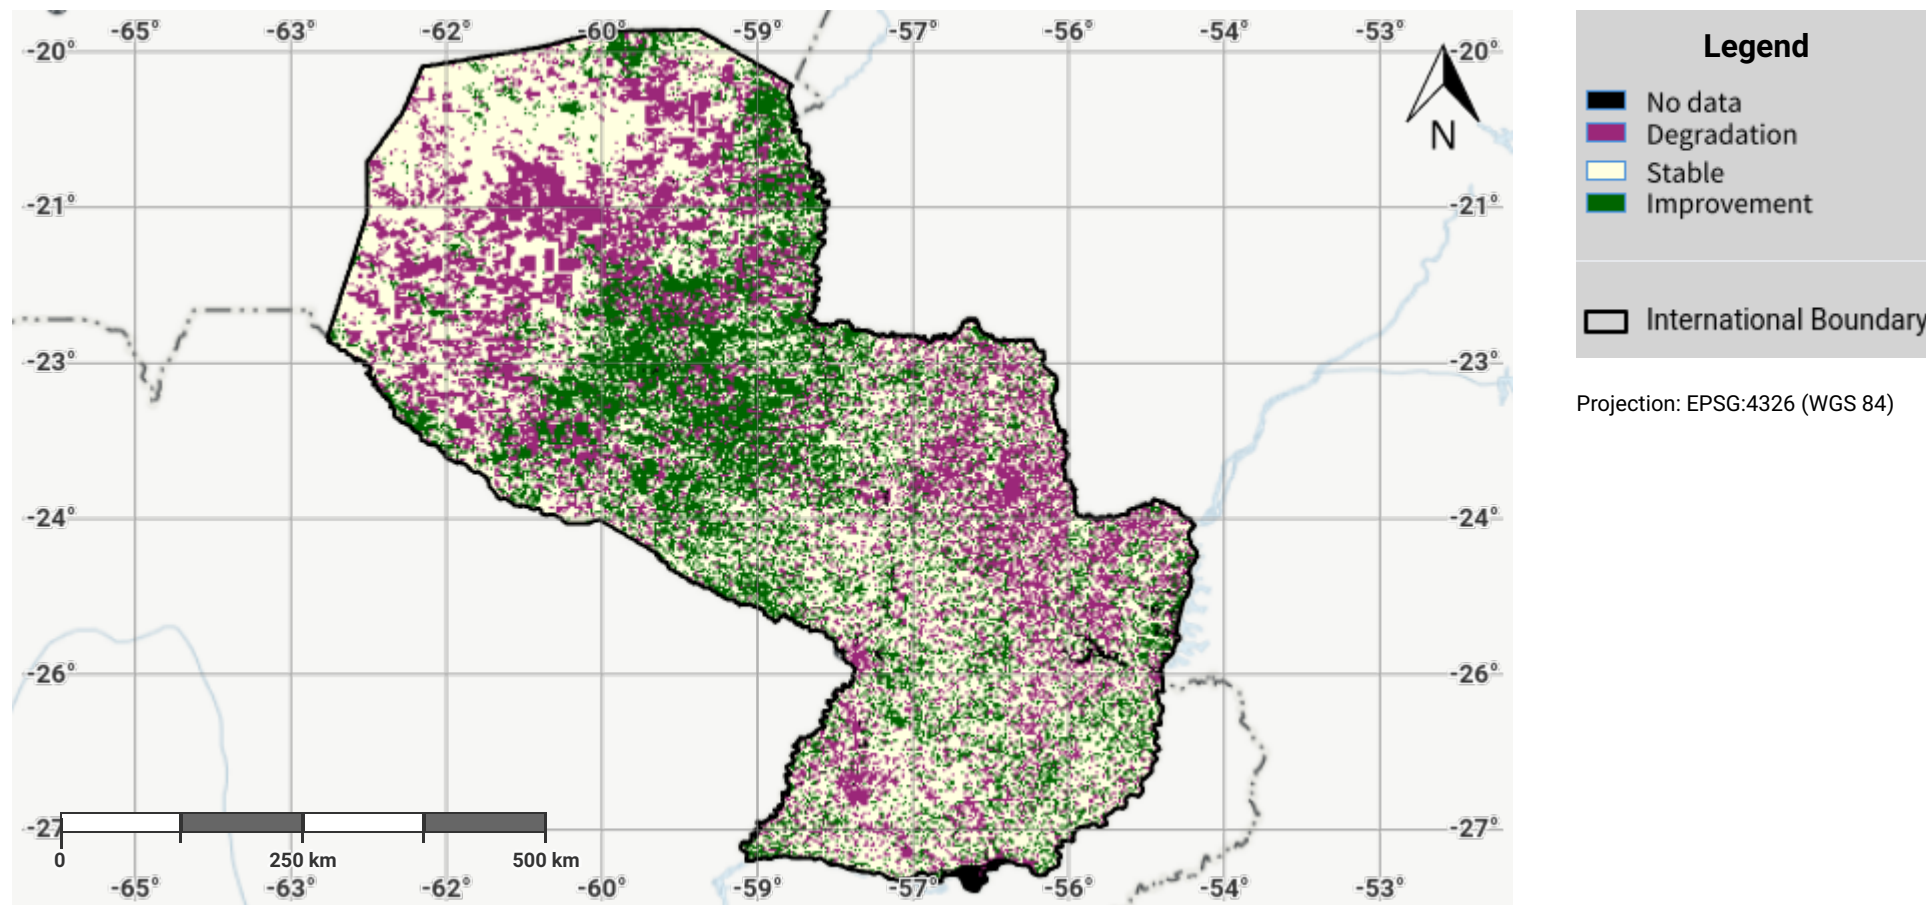 -65° -63° -62° -60° -59° -57° -56° -54° -53°
-20° -20°
-21° -21°
-23° -23°
-24° -24°
-26° -26°
-27 -27°
0 250 km 500 km
-65° -63° -62° -60° -59° -57° -56° -54° -53°
N
Legend
No data
Degradation
Stable
Improvement
International Boundary
Projection: EPSG:4326 (WGS 84)